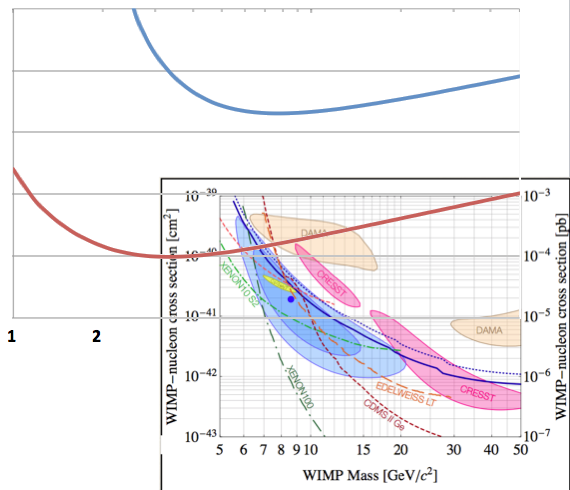 10⁻³⁹
10⁻³
DAMA
10⁻⁴⁰
10⁻⁴
CRESST
XENON10 S2
10⁻⁴¹
10⁻⁵
DAMA
10⁻⁴²
10⁻⁶
EDELWEISS LT
CRESST
XENON100
CDMS II Ge
10⁻⁴³
10⁻⁷
WIMP−nucleon cross section [cm²]
WIMP−nucleon cross section [pb]
1 2
5 6 7 8 9 10 15 20 30 40 50
WIMP Mass [GeV/c²]